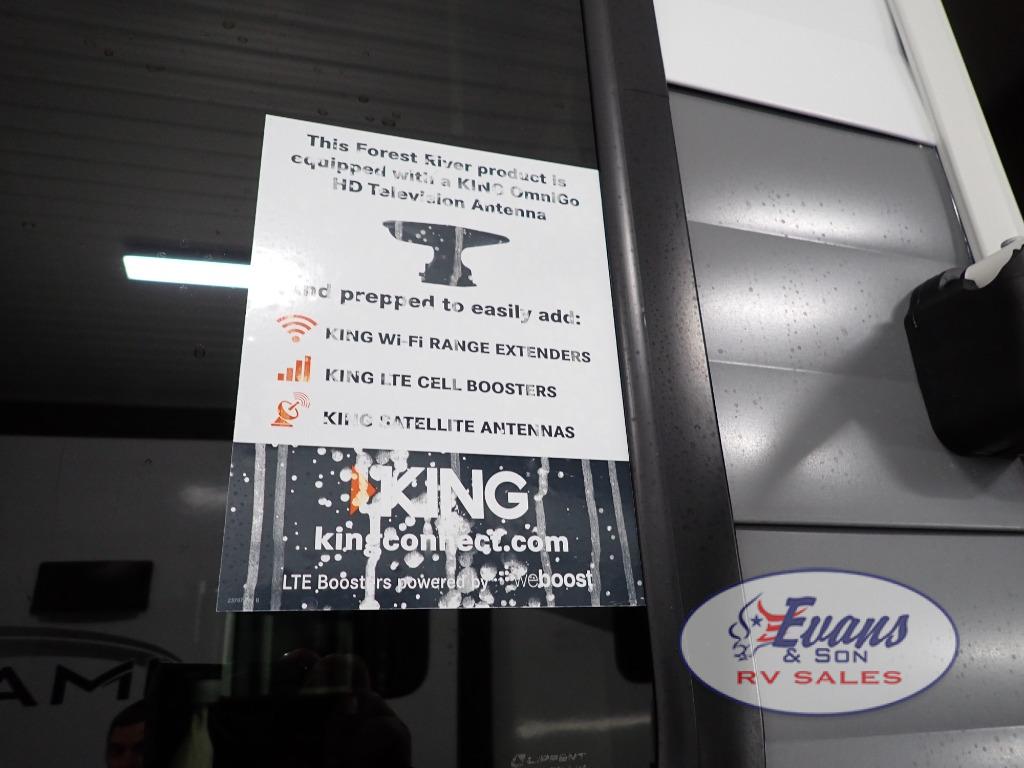 This Forest River product is
equipped with a KING OmniGo
HD Television Antenna
and prepped to easily add:
KING Wi-Fi RANGE EXTENDERS
KING LTE CELL BOOSTERS
KING SATELLITE ANTENNAS
KING
kingconnect.com
LTE Boosters powered by weboost
Evans
& SON
RV SALES
AM